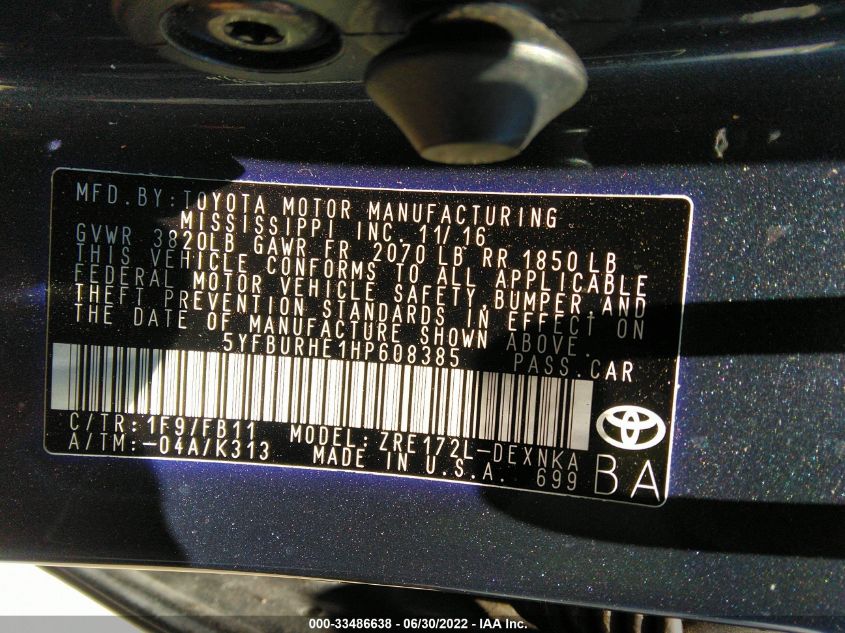 MFD.BY:TOYOTA MOTOR MANUFACTURING
MISSISSIPPI INC. 11/16
GVWR 3820LB GAWR FR 2070 LB RR 1850 LB
THIS VEHICLE CONFORMS TO ALL APPLICABLE
FEDERAL MOTOR VEHICLE SAFETY,BUMPER,AND
THEFT PREVENTION STANDARDS IN EFFECT ON
THE DATE OF MANUFACTURE SHOWN ABOVE.
5YFBURHE1HP608385 PASS.CAR
C/TR:1F9/FB11 MODEL:ZRE172L-DEXNKA
A/TM:-04A/K313 MADE IN U.S.A. 699
BA
000-33486638 - 06/30/2022 - IAA Inc.